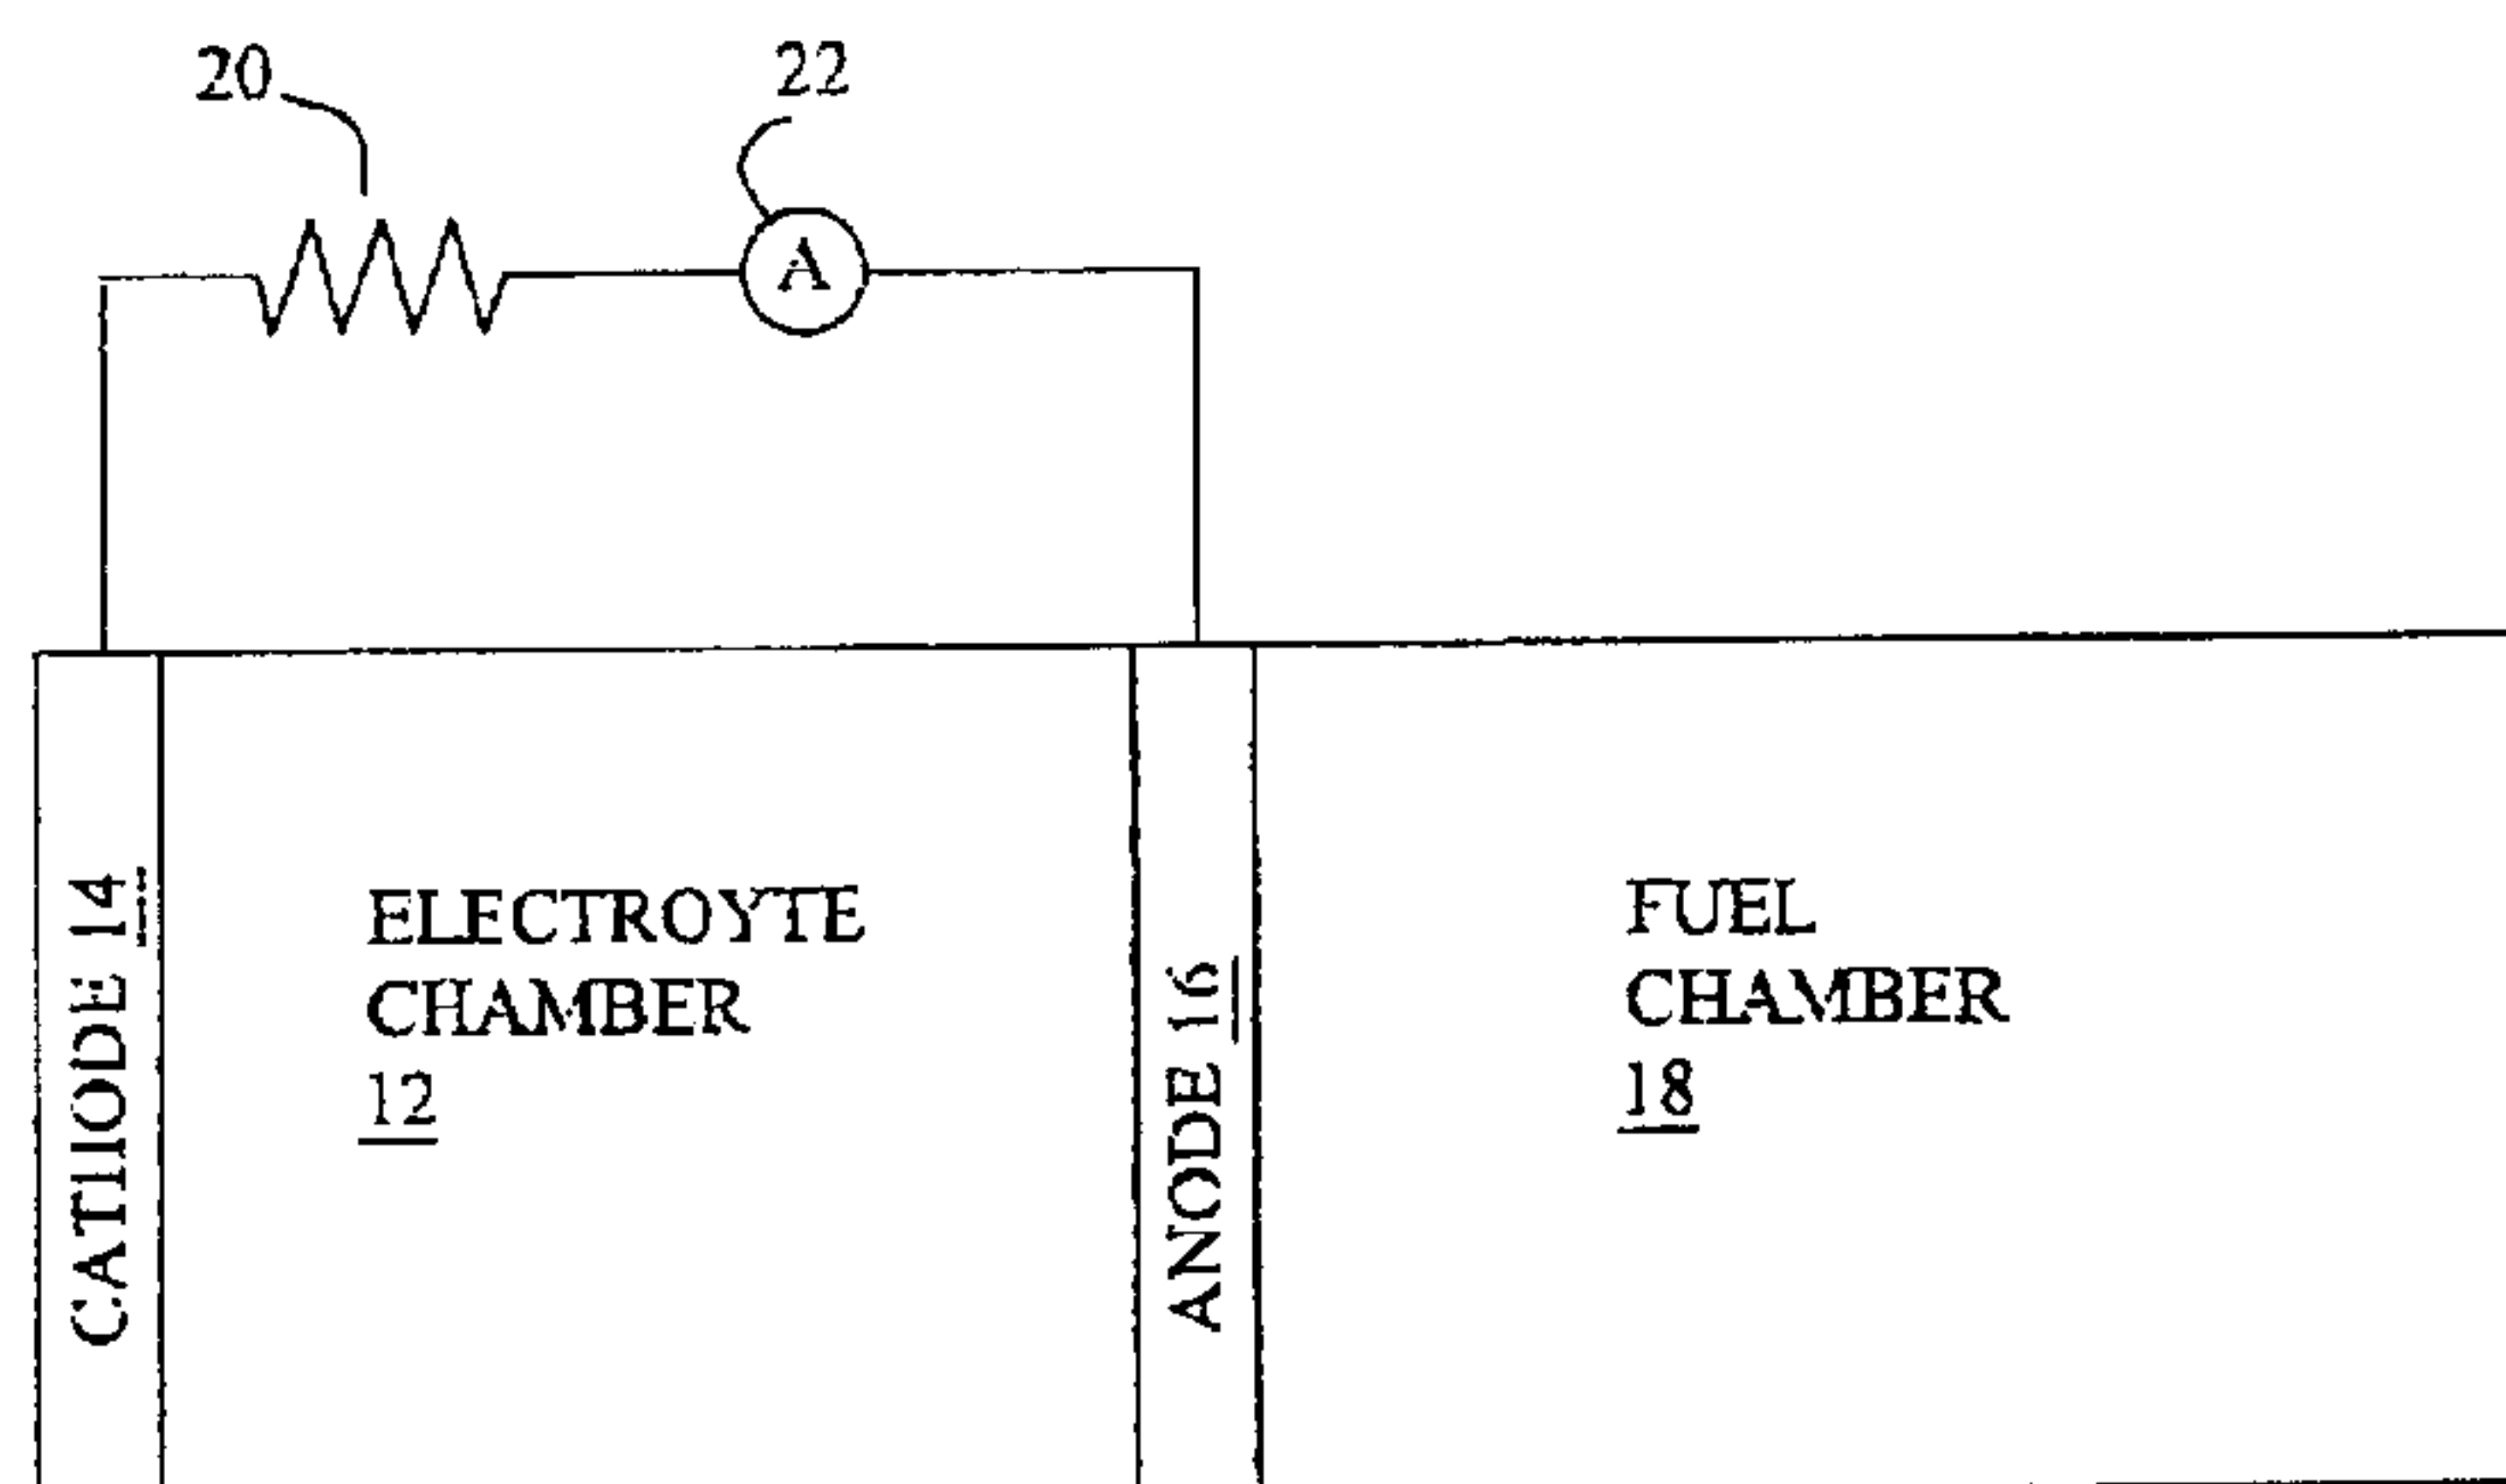 20
22
A
CATHODE 14
ELECTROYTE
CHAMBER
12
ANODE 16
FUEL
CHAMBER
18